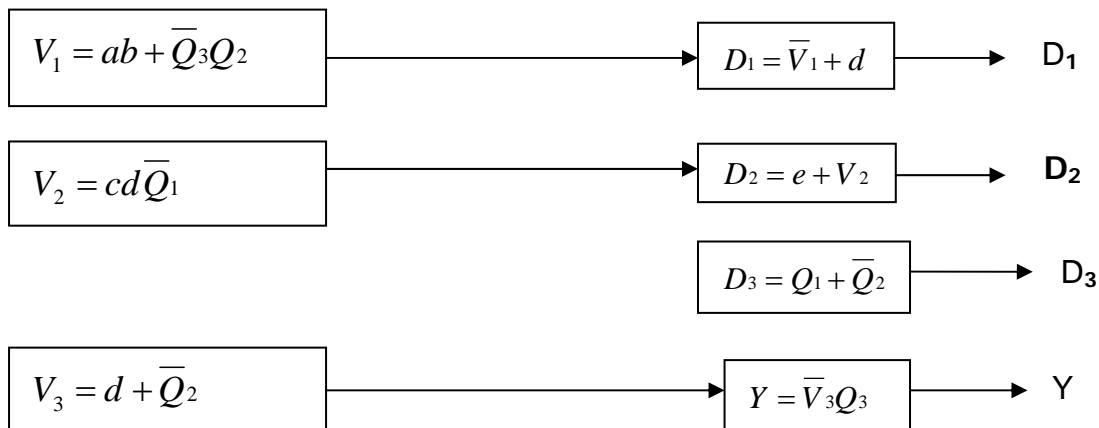 V₁ = ab + Q̅₃Q₂ D₁ = V̅₁ + d D₁
V₂ = cdQ̅₁ D₂ = e + V₂ D₂
D₃ = Q₁ + Q̅₂ D₃
V₃ = d + Q̅₂ Y = V̅₃Q₃ Y